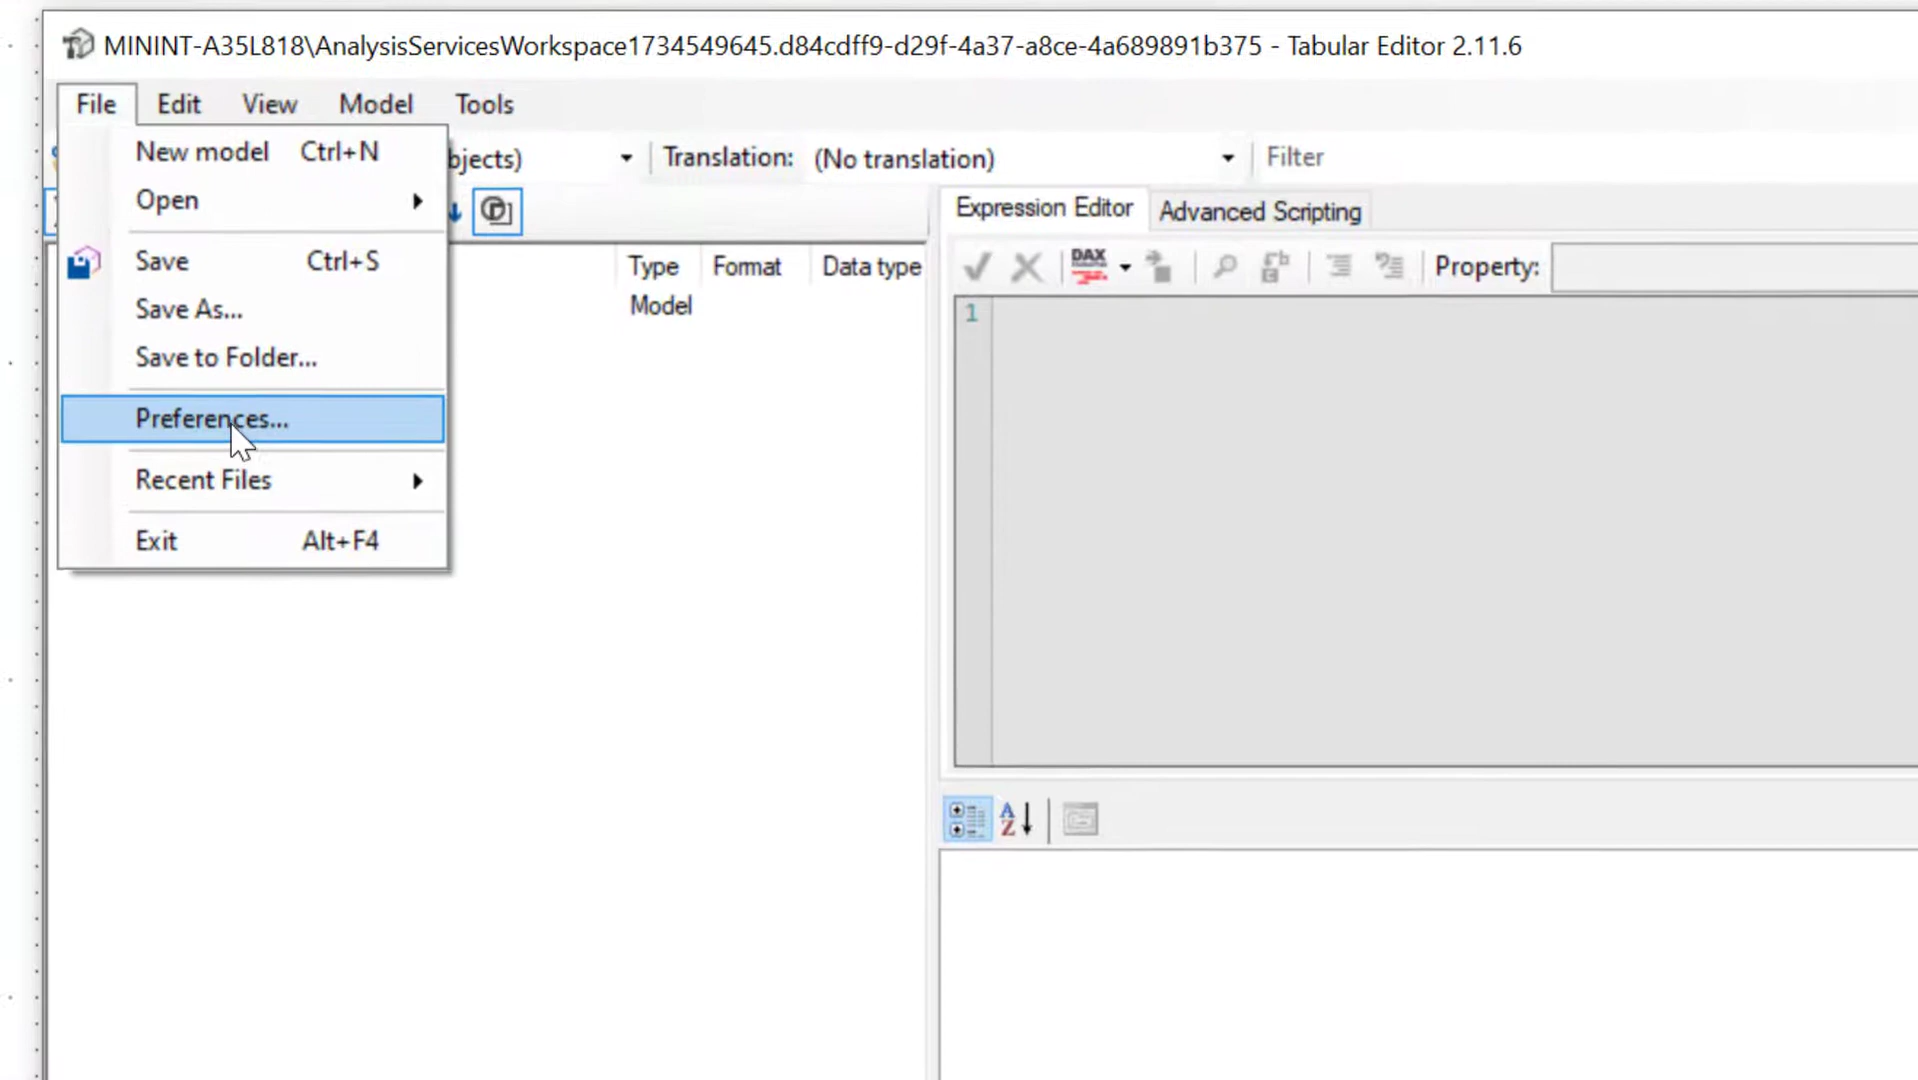 MININT-A35L818\AnalysisServicesWorkspace1734549645.d84cdff9-d29f-4a37-a8ce-4a689891b375 - Tabular Editor 2.11.6
File Edit View Model Tools
New model Ctrl+N
Open
Save Ctrl+S
Save As...
Save to Folder...
Preferences...
Recent Files
Exit Alt+F4
bjects) Translation: (No translation) Filter
Type Format Data type
Model
Expression Editor Advanced Scripting
DAX Property:
1
A
Z